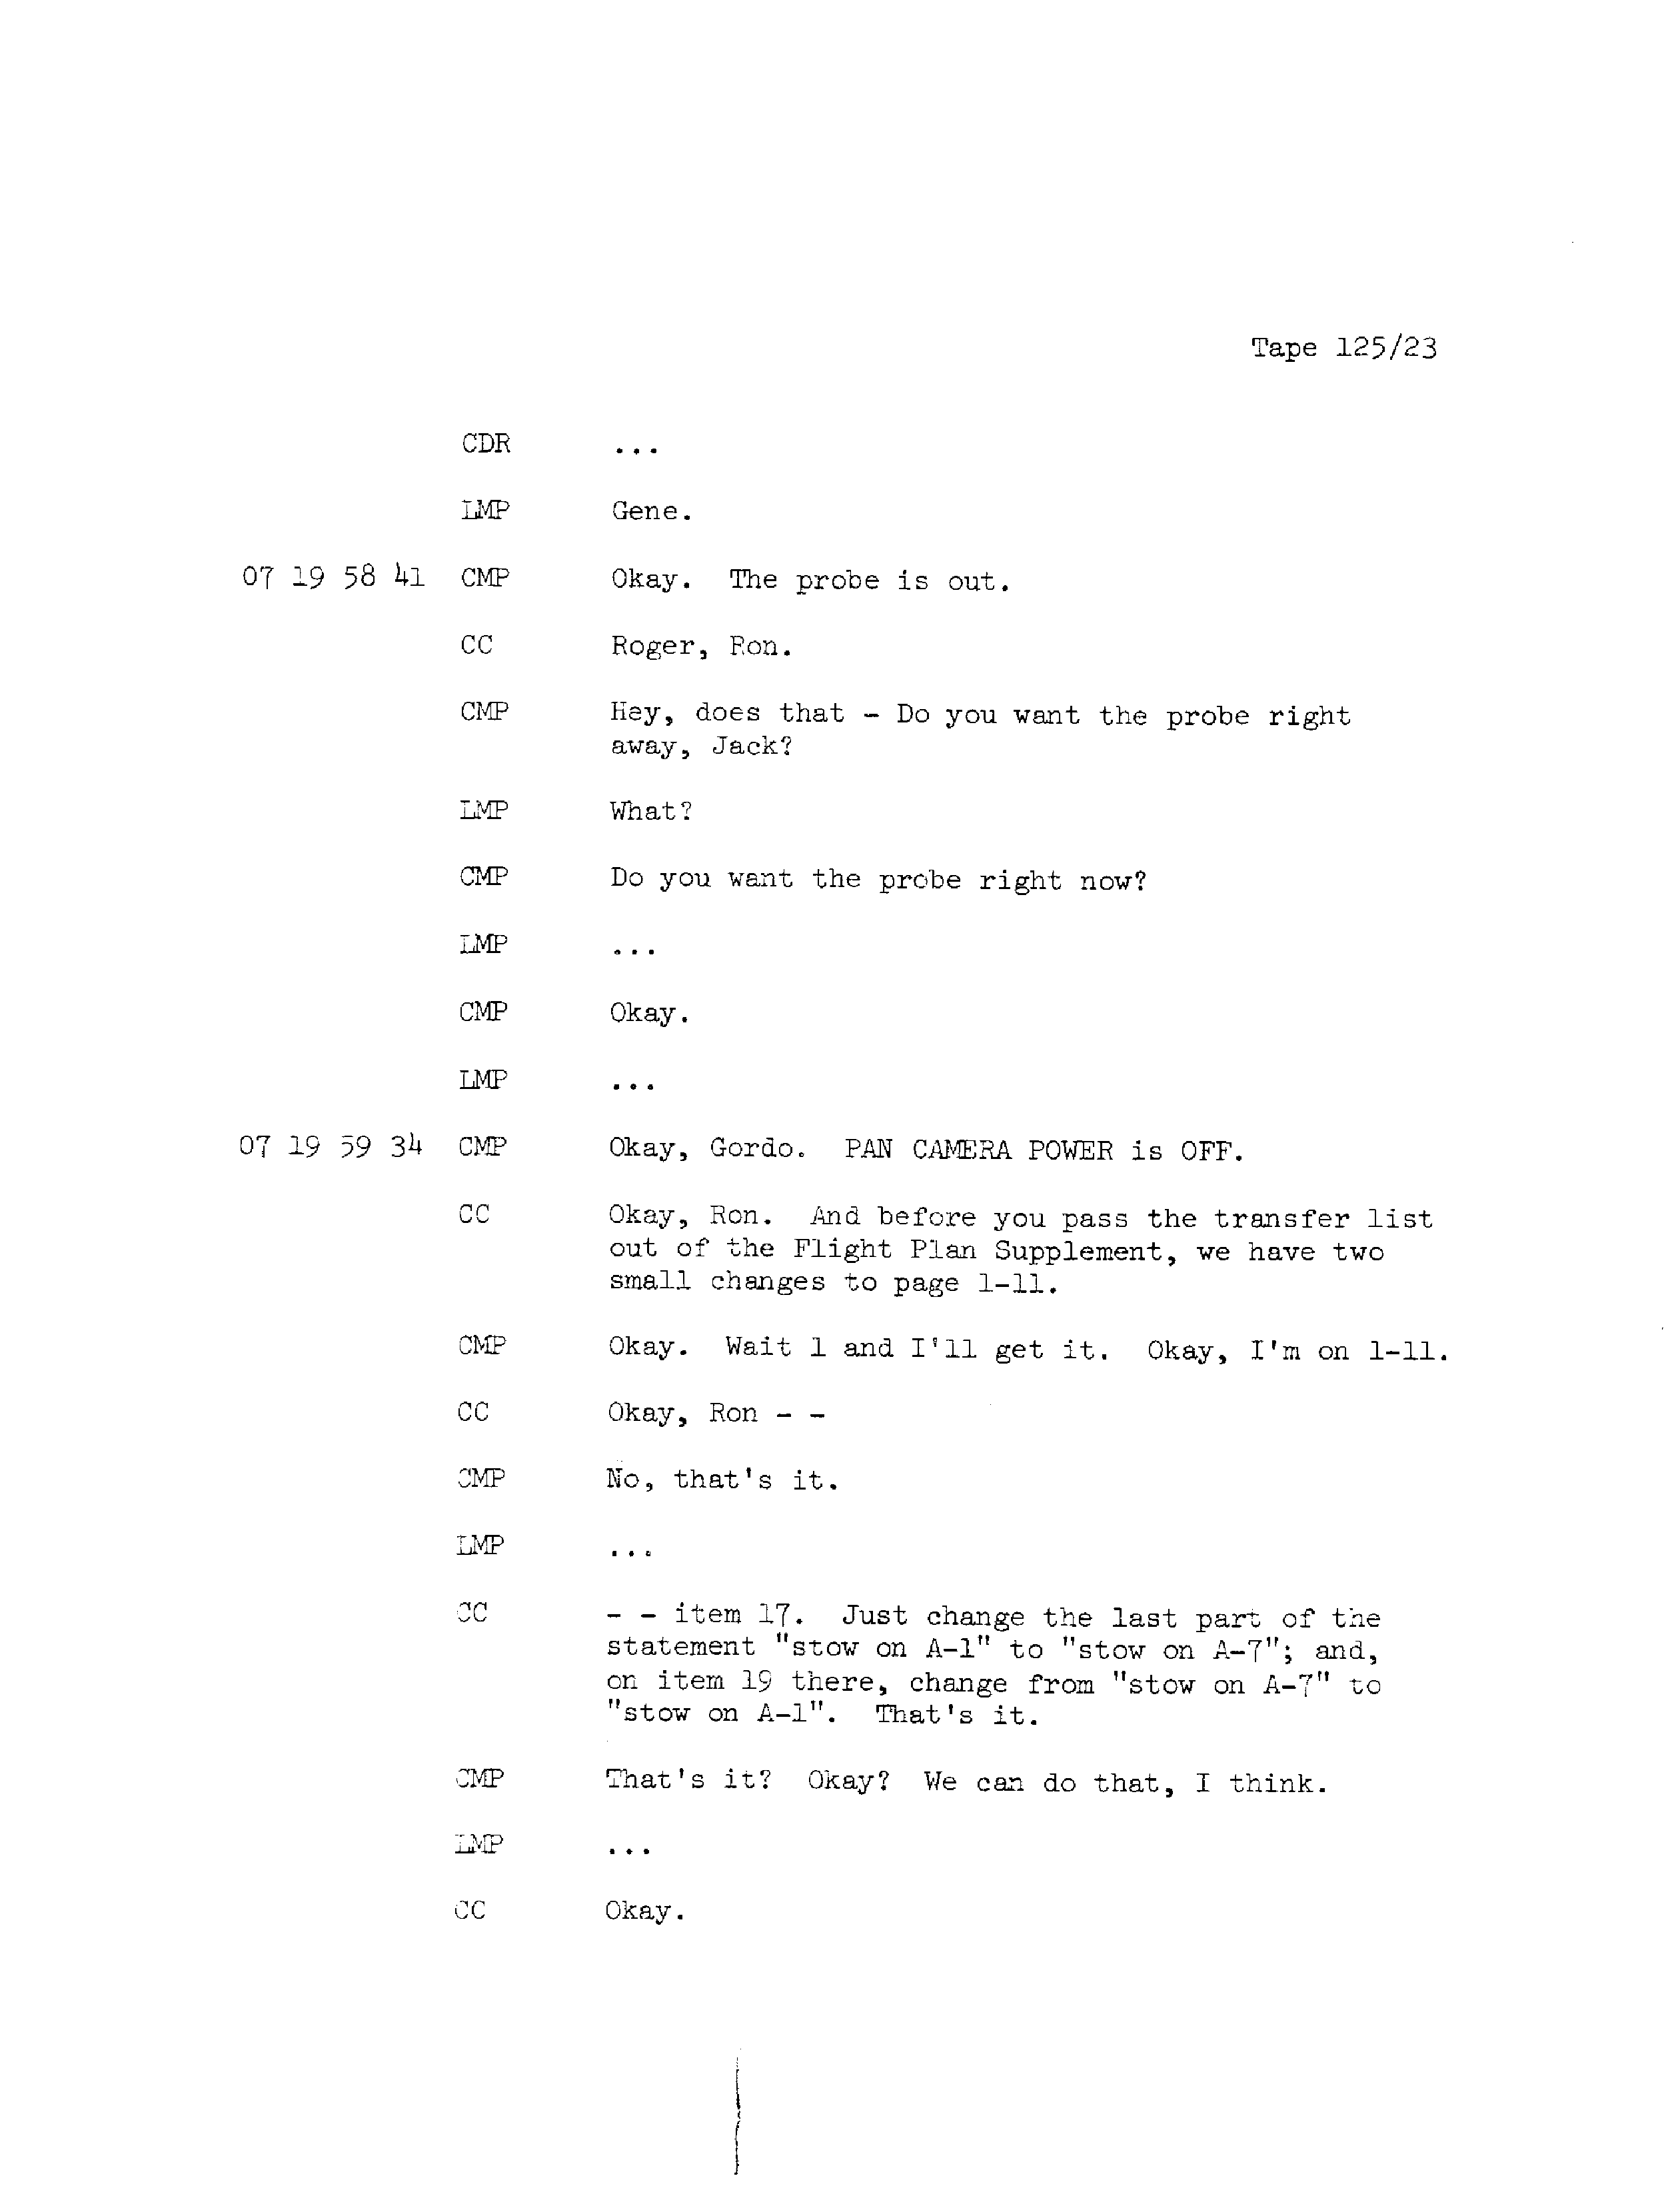 Tape 125/23
CDR ...
LMP Gene.
07 19 58 41 CMP Okay. The probe is out.
CC Roger, Ron.
CMP Hey, does that - Do you want the probe right
away, Jack?
LMP What?
CMP Do you want the probe right now?
LMP ...
CMP Okay.
LMP ...
07 19 59 34 CMP Okay, Gordo. PAN CAMERA POWER is OFF.
CC Okay, Ron. And before you pass the transfer list
out of the Flight Plan Supplement, we have two
small changes to page 1-11.
CMP Okay. Wait 1 and I'll get it. Okay, I'm on 1-11.
CC Okay, Ron - -
CMP No, that's it.
LMP ...
CC - - item 17. Just change the last part of the
statement "stow on A-1" to "stow on A-7"; and,
on item 19 there, change from "stow on A-7" to
"stow on A-1". That's it.
CMP That's it? Okay? We can do that, I think.
LMP ...
CC Okay.